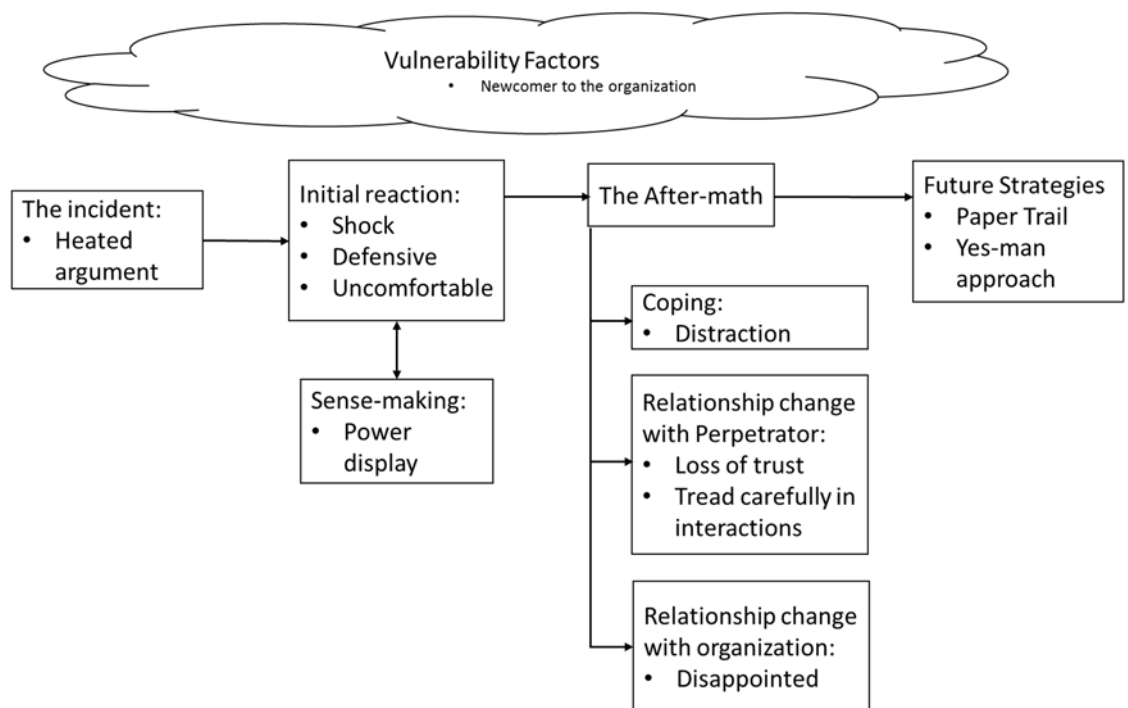 Vulnerability Factors
• Newcomer to the organization
The incident:
• Heated
argument
Initial reaction:
• Shock
• Defensive
• Uncomfortable
Sense-making:
• Power
display
The After-math
Coping:
• Distraction
Relationship change
with Perpetrator:
• Loss of trust
• Tread carefully in
interactions
Relationship change
with organization:
• Disappointed
Future Strategies
• Paper Trail
• Yes-man
approach